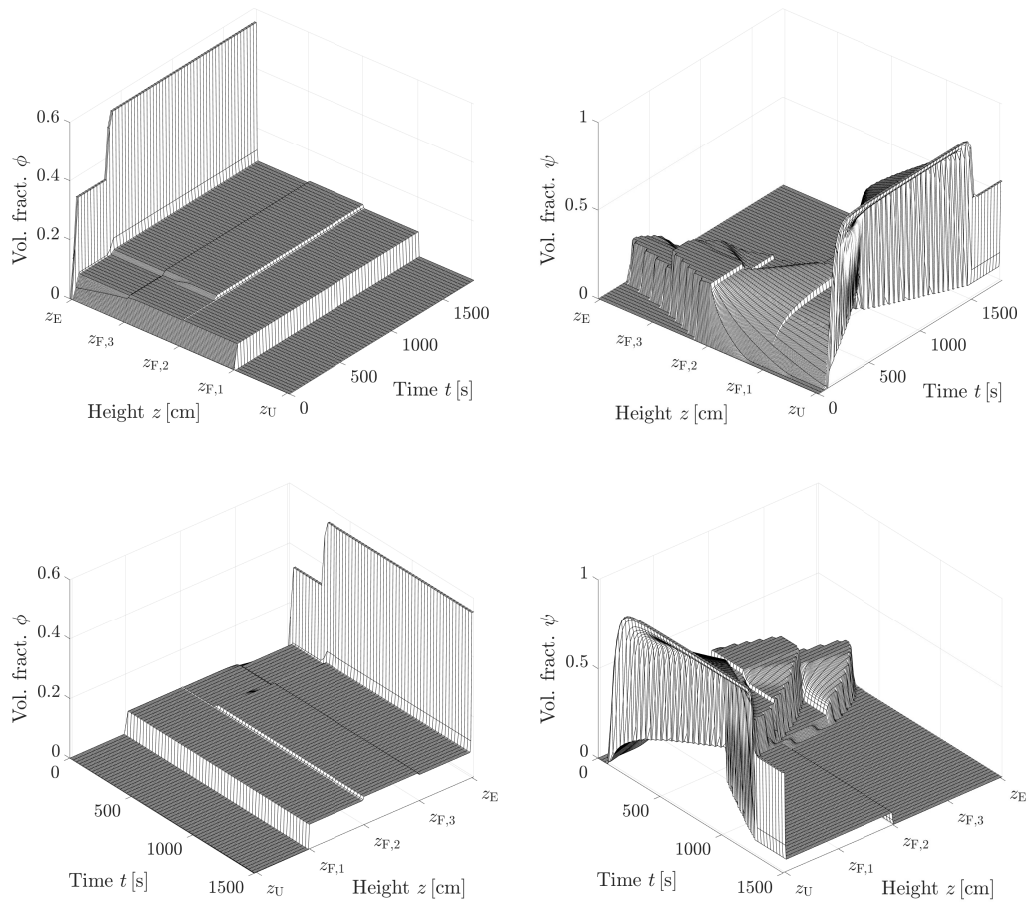 0.6
0.4
0.2
0
Vol. fract. ϕ
z_E
z_F,3
z_F,2
z_F,1
z_U
Height z [cm]
0
500
1000
1500
Time t [s]
1
0.5
0
Vol. fract. ψ
z_E
z_F,3
z_F,2
z_F,1
z_U
Height z [cm]
0
500
1000
1500
Time t [s]
0.6
0.4
0.2
0
Vol. fract. ϕ
0
500
1000
1500
Time t [s]
z_U
z_F,1
z_F,2
z_F,3
z_E
Height z [cm]
1
0.5
0
Vol. fract. ψ
0
500
1000
1500
Time t [s]
z_U
z_F,1
z_F,2
z_F,3
z_E
Height z [cm]